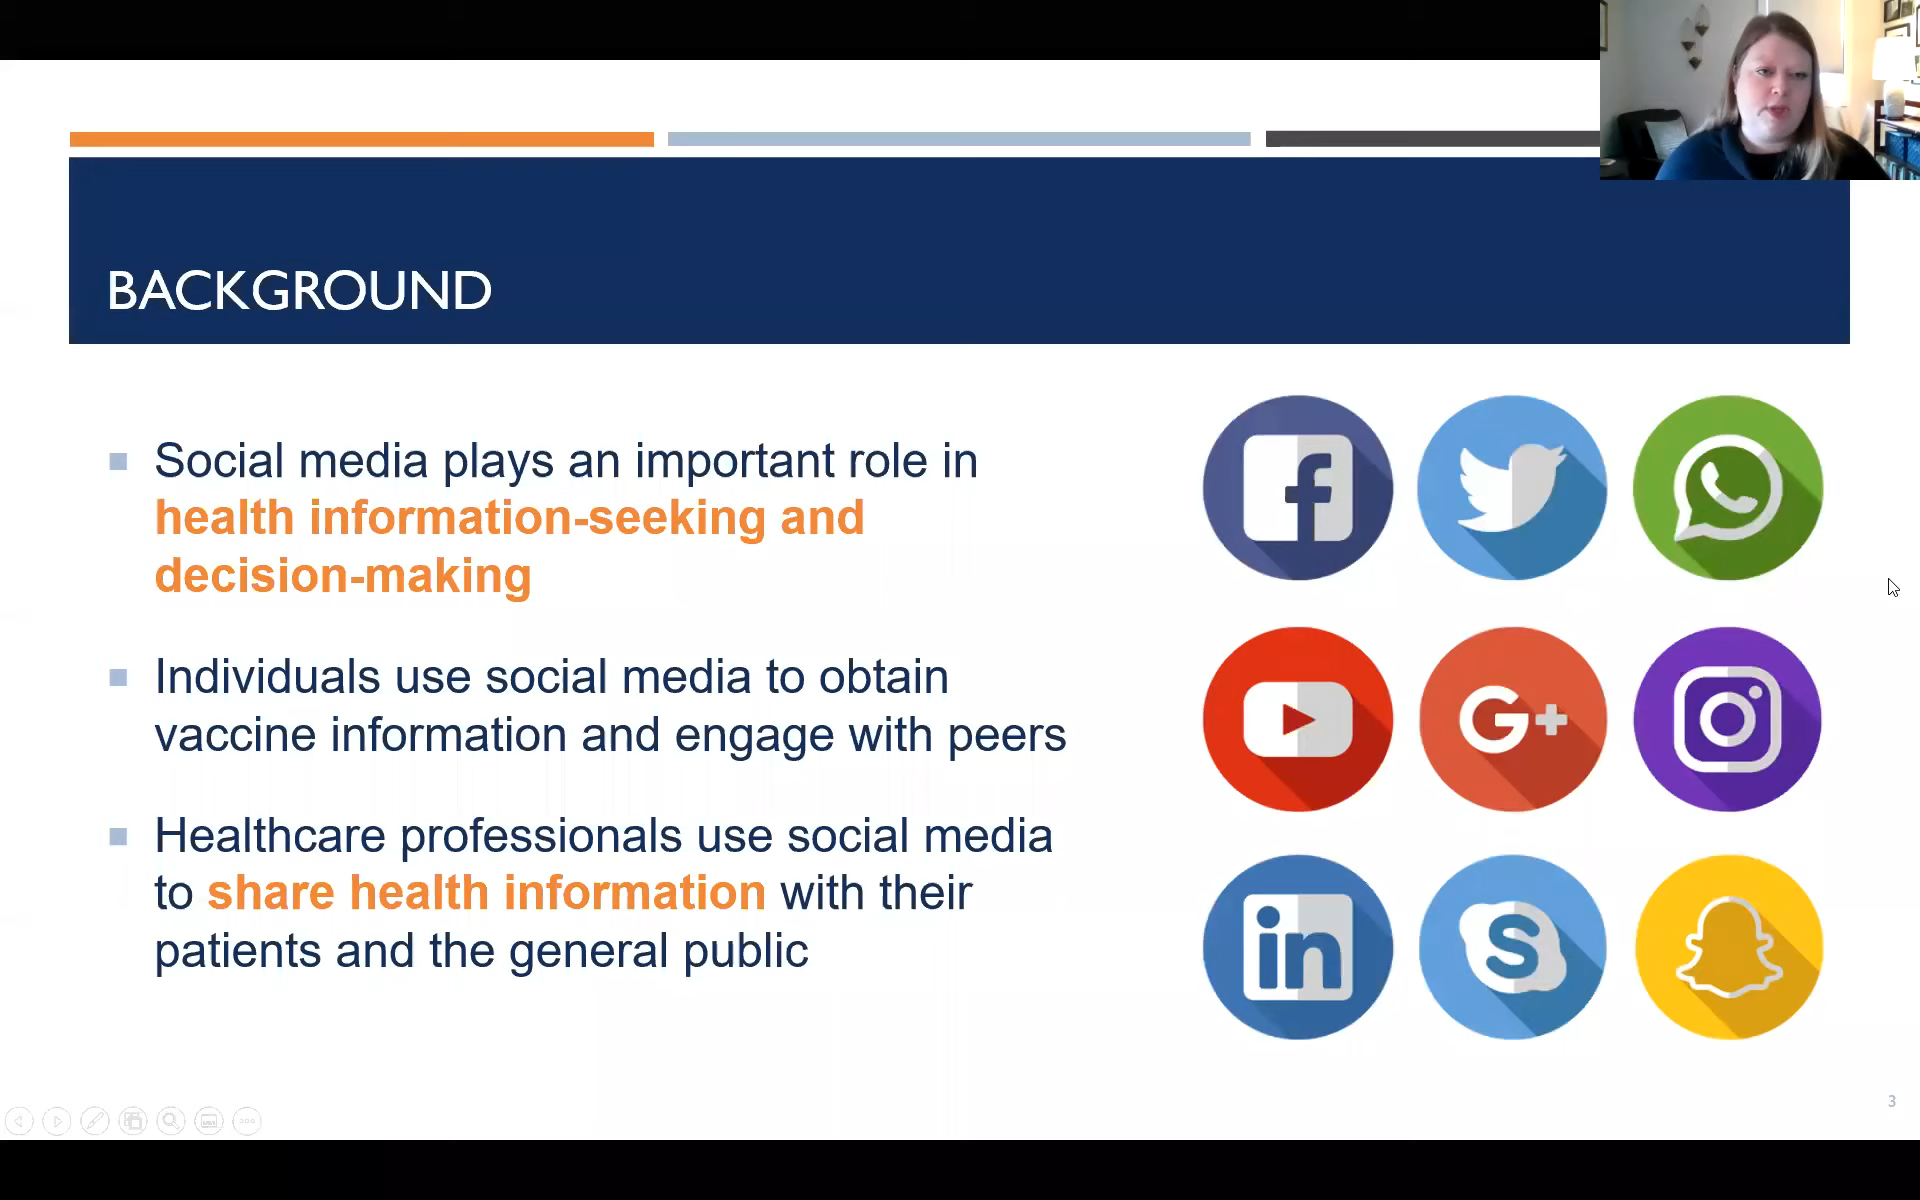 BACKGROUND
Social media plays an important role in
health information-seeking and
decision-making
Individuals use social media to obtain
vaccine information and engage with peers
Healthcare professionals use social media
to share health information with their
patients and the general public
f
G+
in
S
3